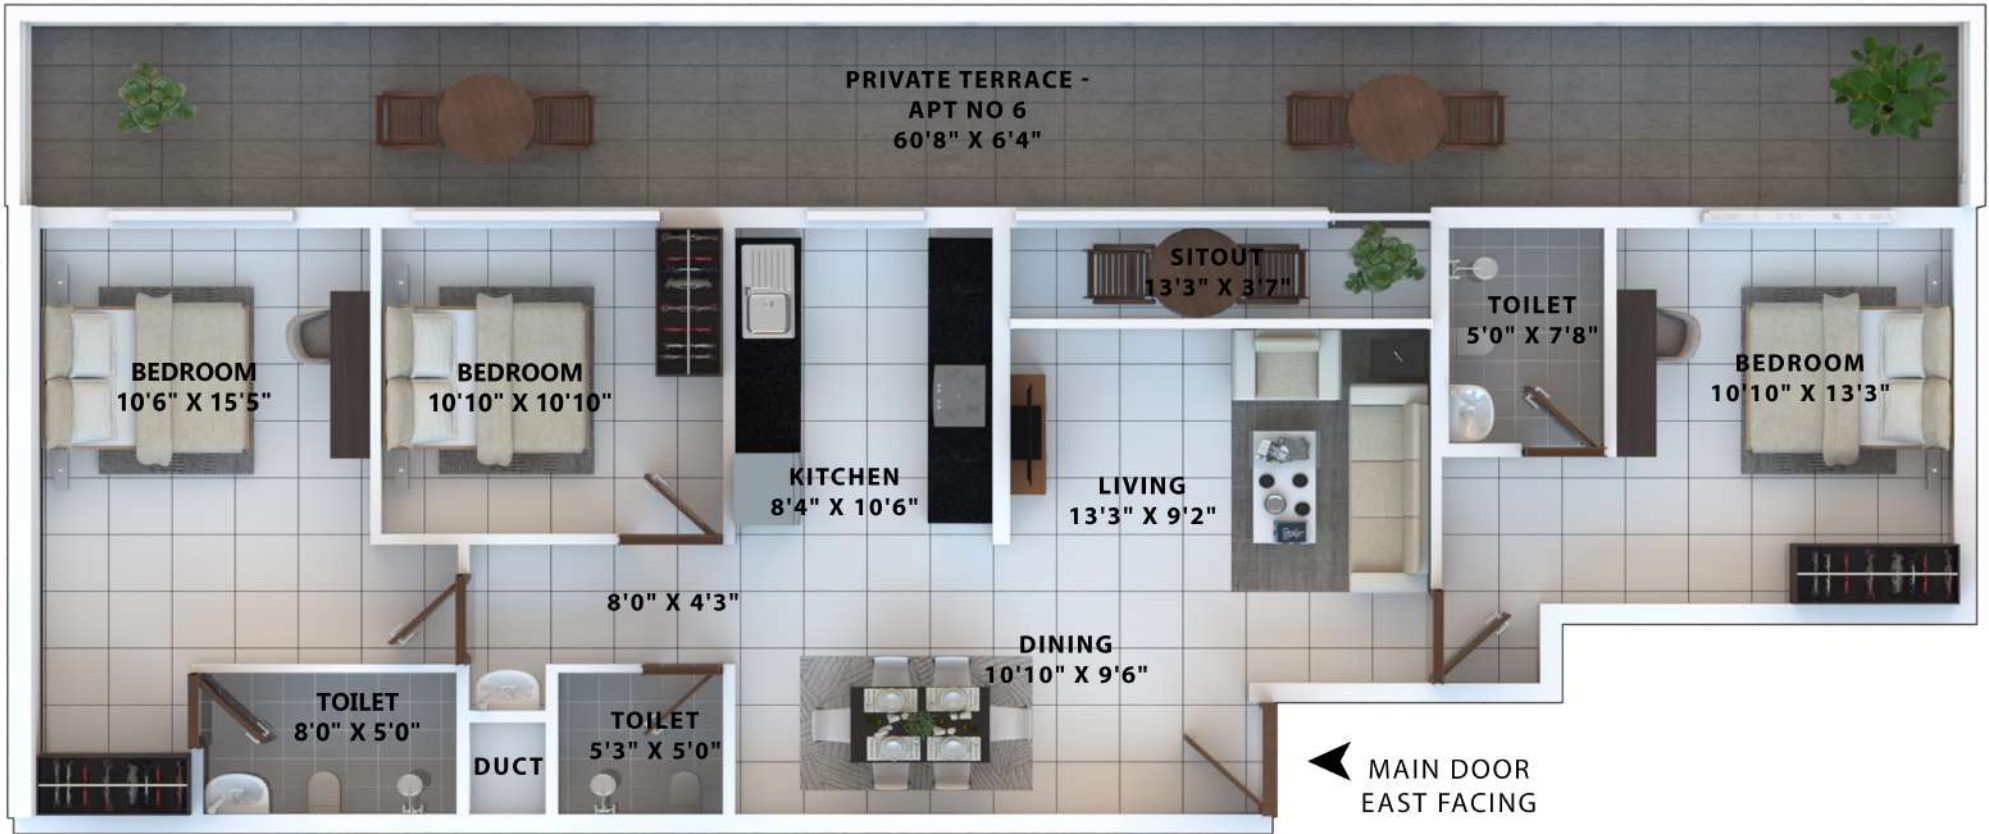 PRIVATE TERRACE -
APT NO 6
60'8" X 6'4"
SITOUT
13'3" X 3'7"
TOILET
5'0" X 7'8"
BEDROOM
10'6" X 15'5"
BEDROOM
10'10" X 10'10"
BEDROOM
10'10" X 13'3"
KITCHEN
8'4" X 10'6"
LIVING
13'3" X 9'2"
8'0" X 4'3"
DINING
10'10" X 9'6"
TOILET
8'0" X 5'0"
TOILET
5'3" X 5'0"
DUCT
MAIN DOOR
EAST FACING